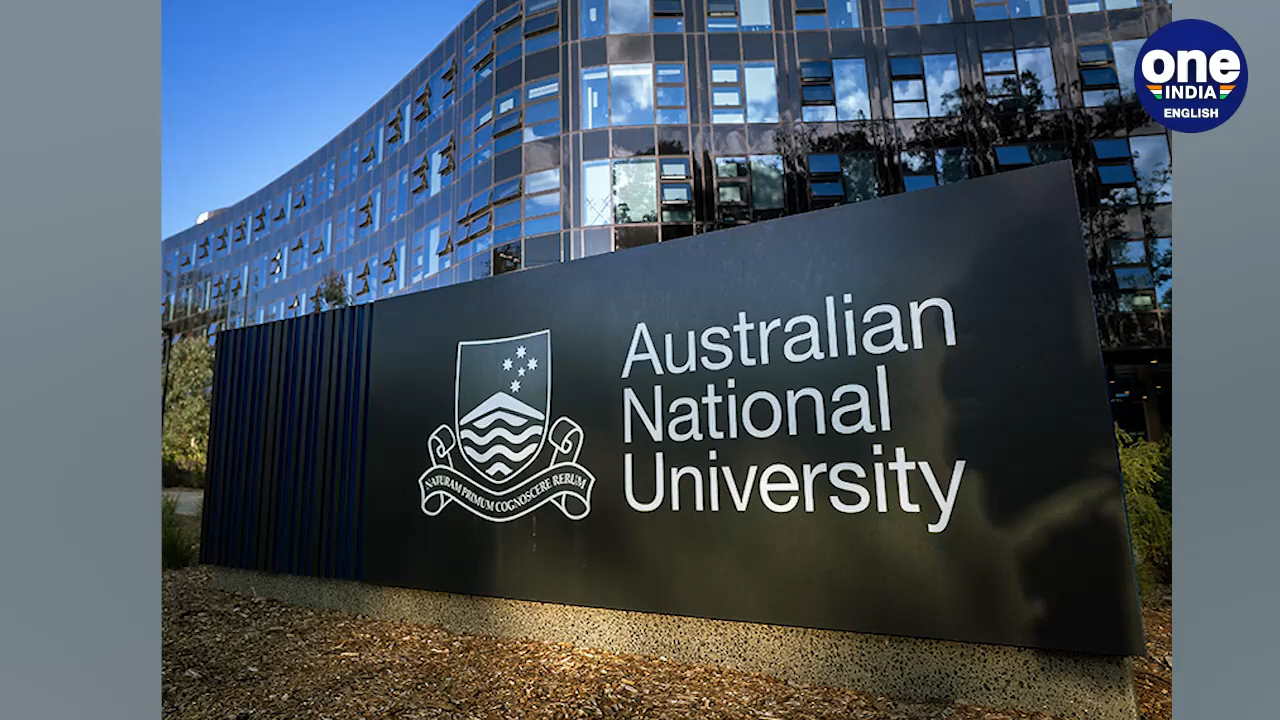 one
INDIA
ENGLISH
Australian
National
University
NATURAM PRIMUM COGNOSCERE RERUM